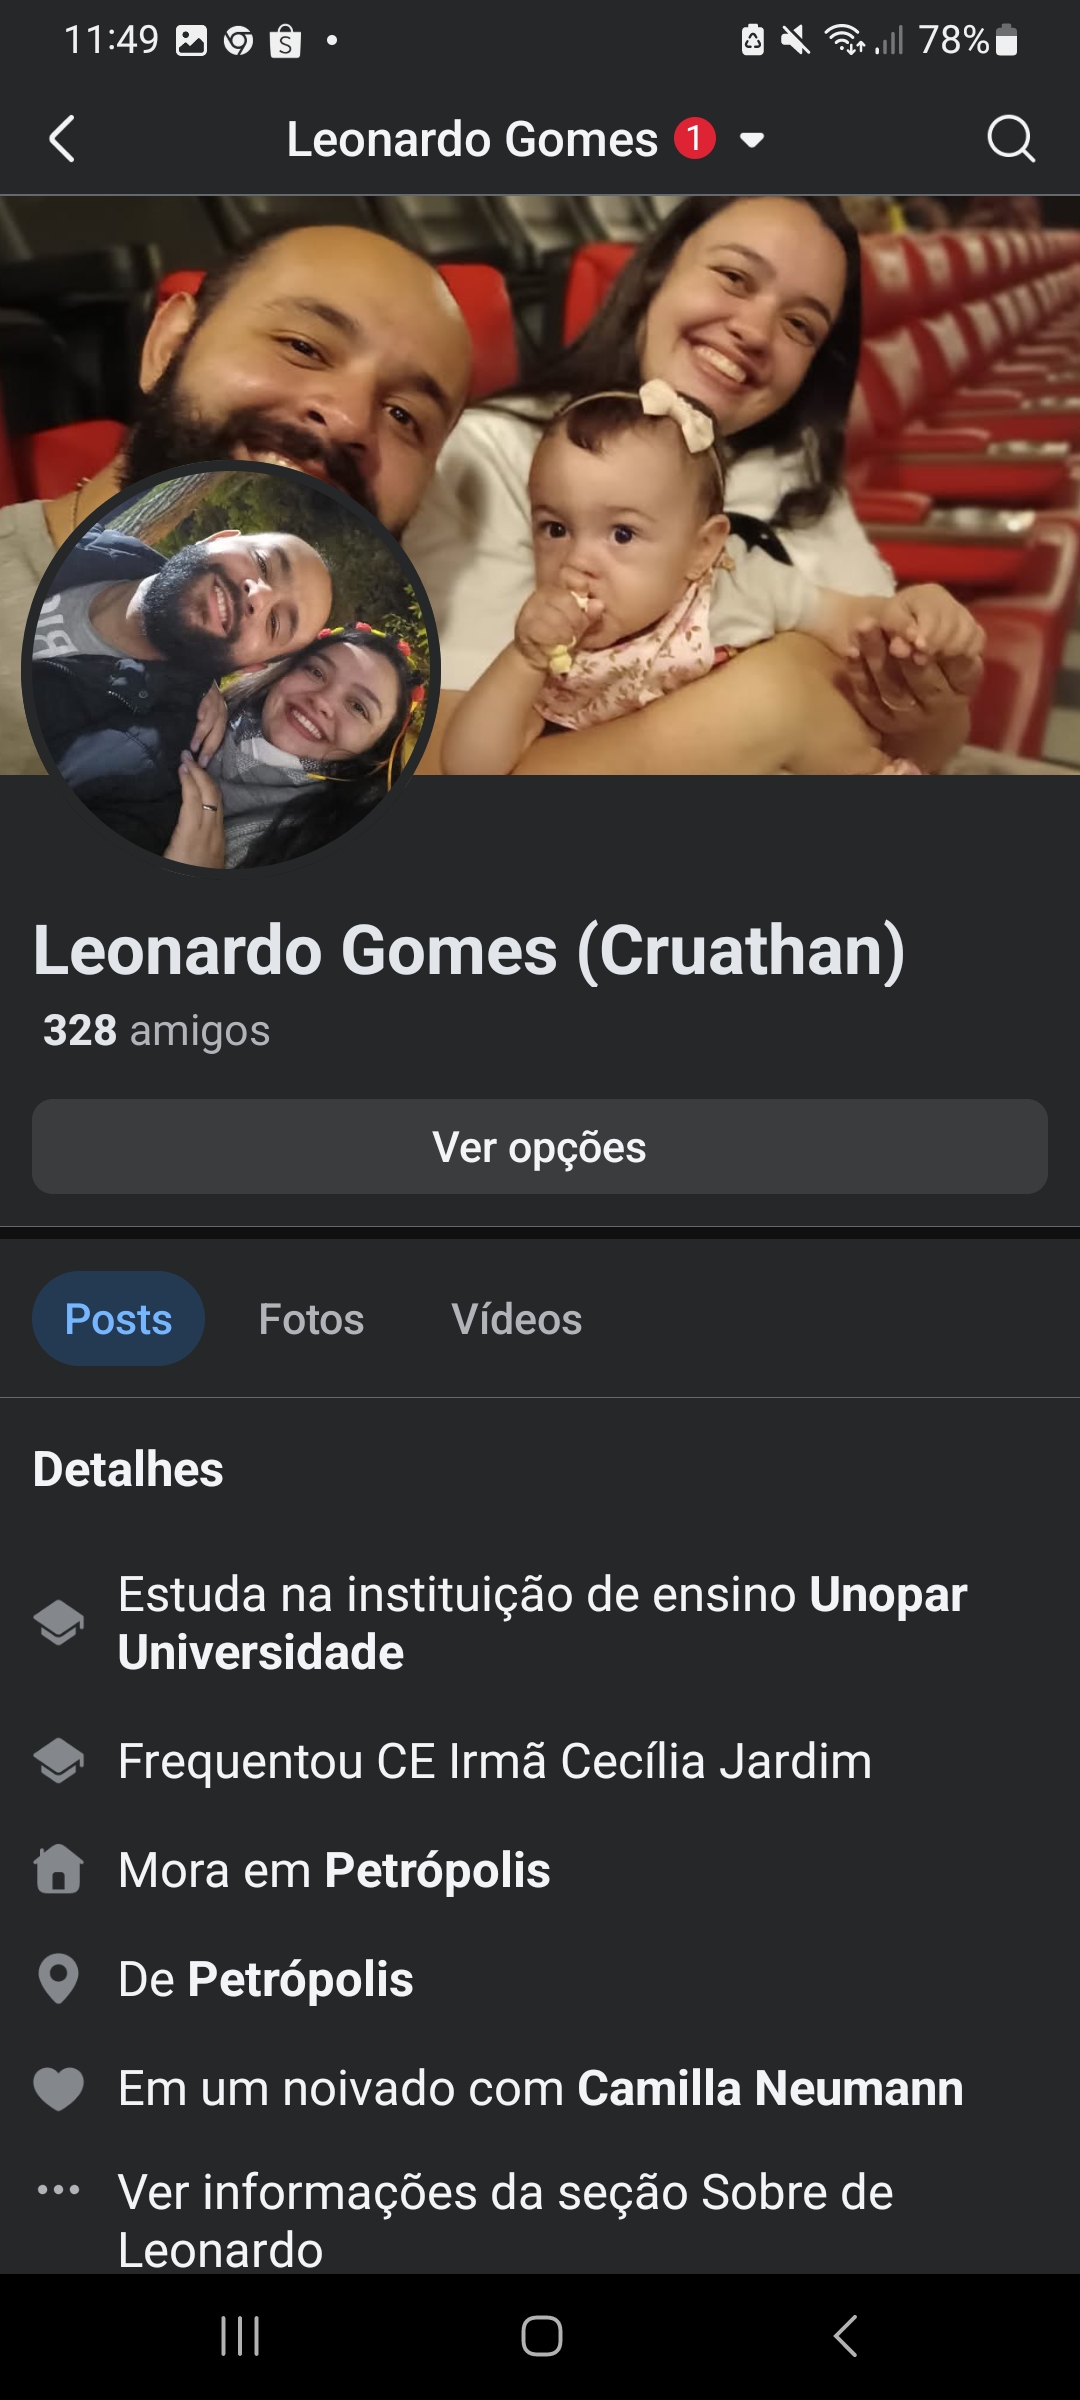 11:49
78%
Leonardo Gomes 1
Leonardo Gomes (Cruathan)
328 amigos
Ver opções
Posts Fotos Vídeos
Detalhes
Estuda na instituição de ensino Unopar
Universidade
Frequentou CE Irmã Cecília Jardim
Mora em Petrópolis
De Petrópolis
Em um noivado com Camilla Neumann
Ver informações da seção Sobre de
Leonardo